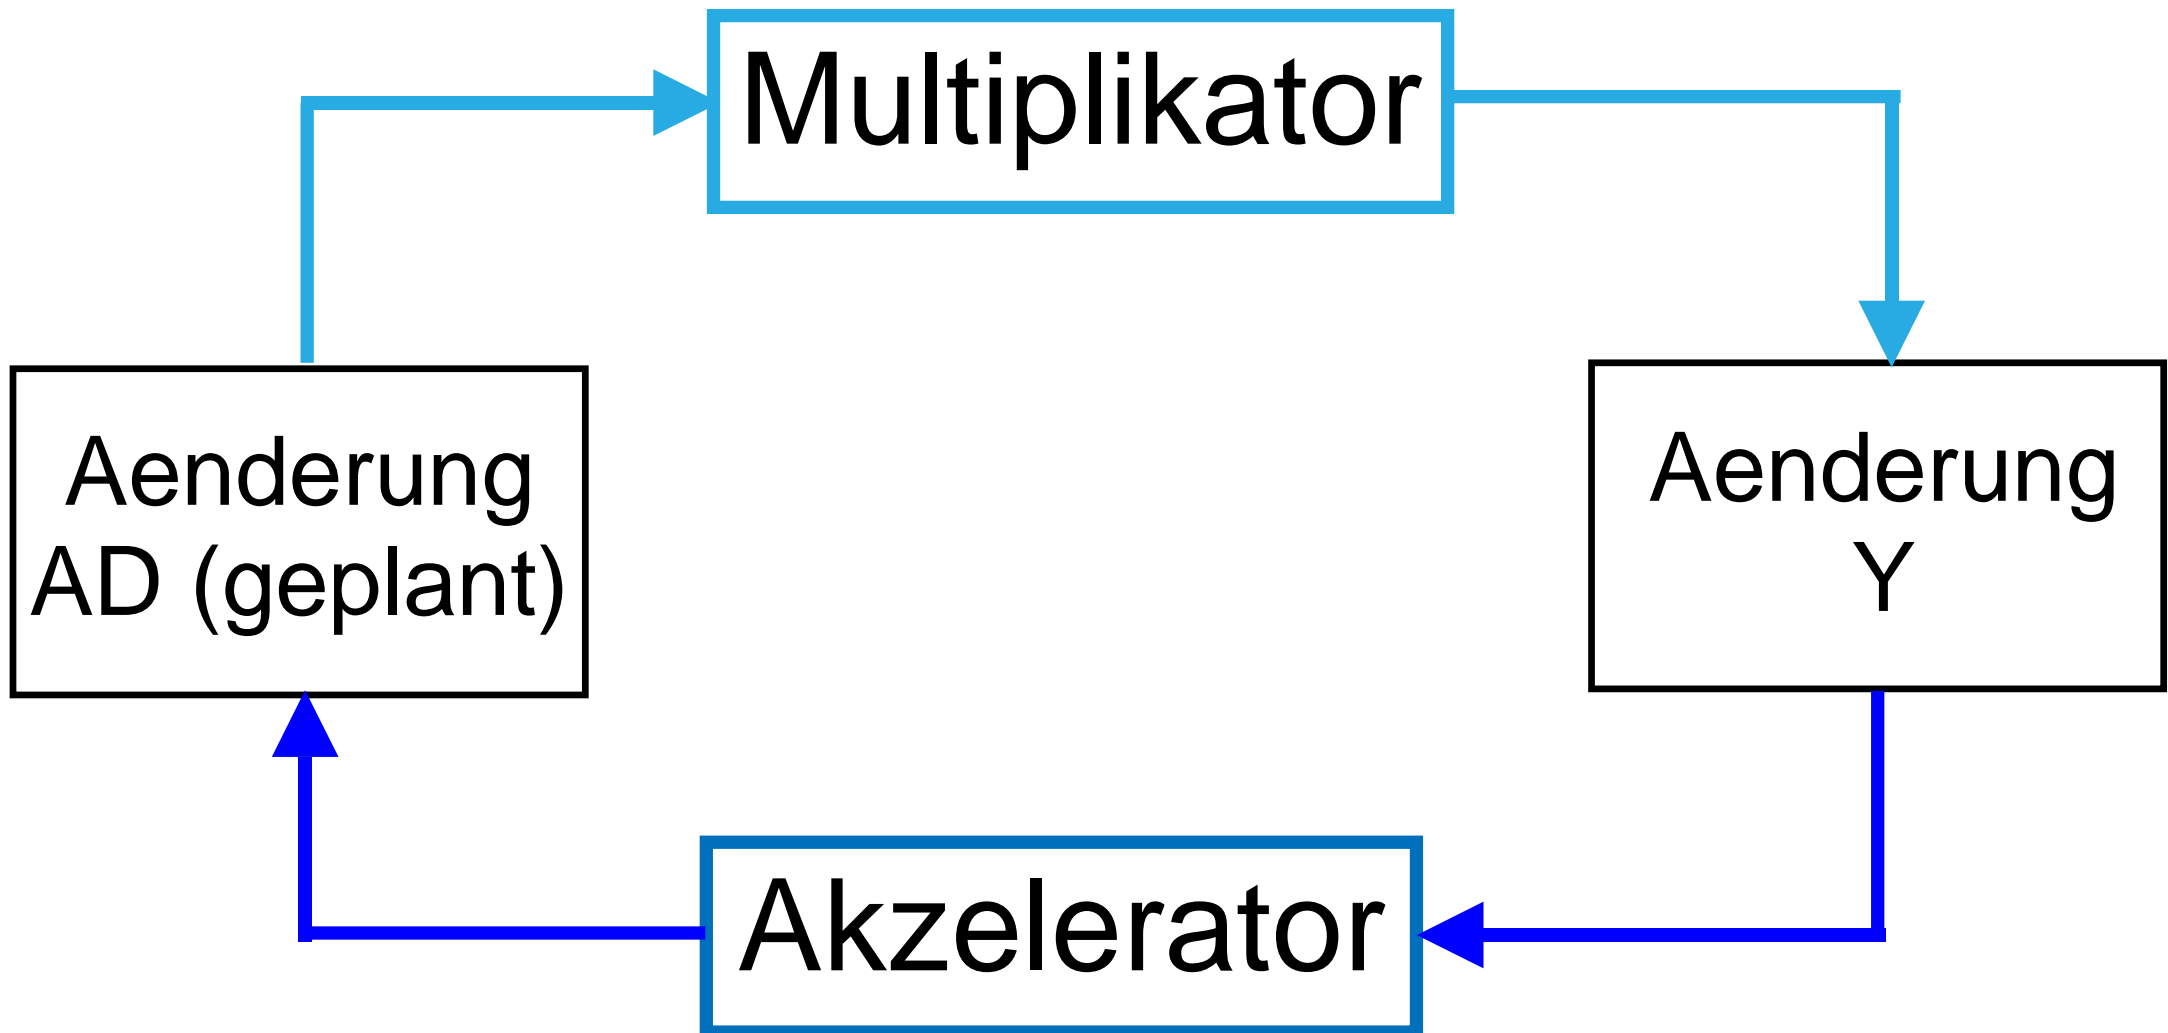 Multiplikator
Aenderung
AD (geplant)
Aenderung
Y
Akzelerator